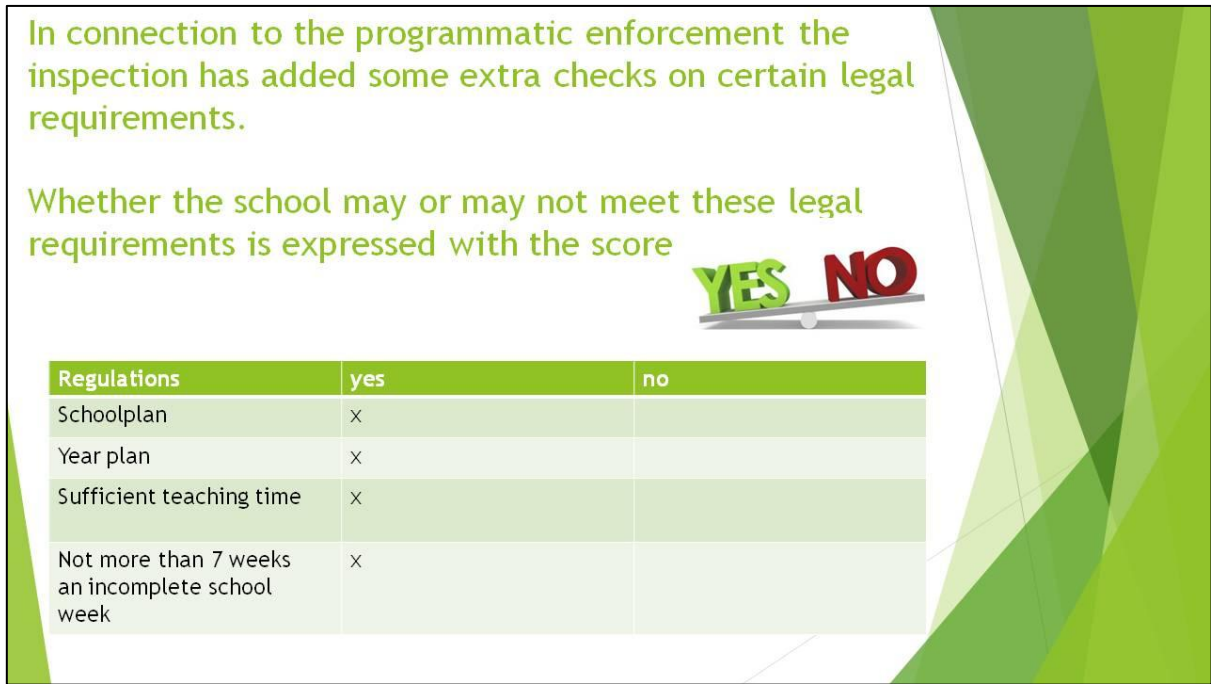 In connection to the programmatic enforcement the
inspection has added some extra checks on certain legal
requirements.
Whether the school may or may not meet these legal
requirements is expressed with the score
YES NO
Regulations yes no
Schoolplan x
Year plan x
Sufficient teaching time x
Not more than 7 weeks x
an incomplete school
week